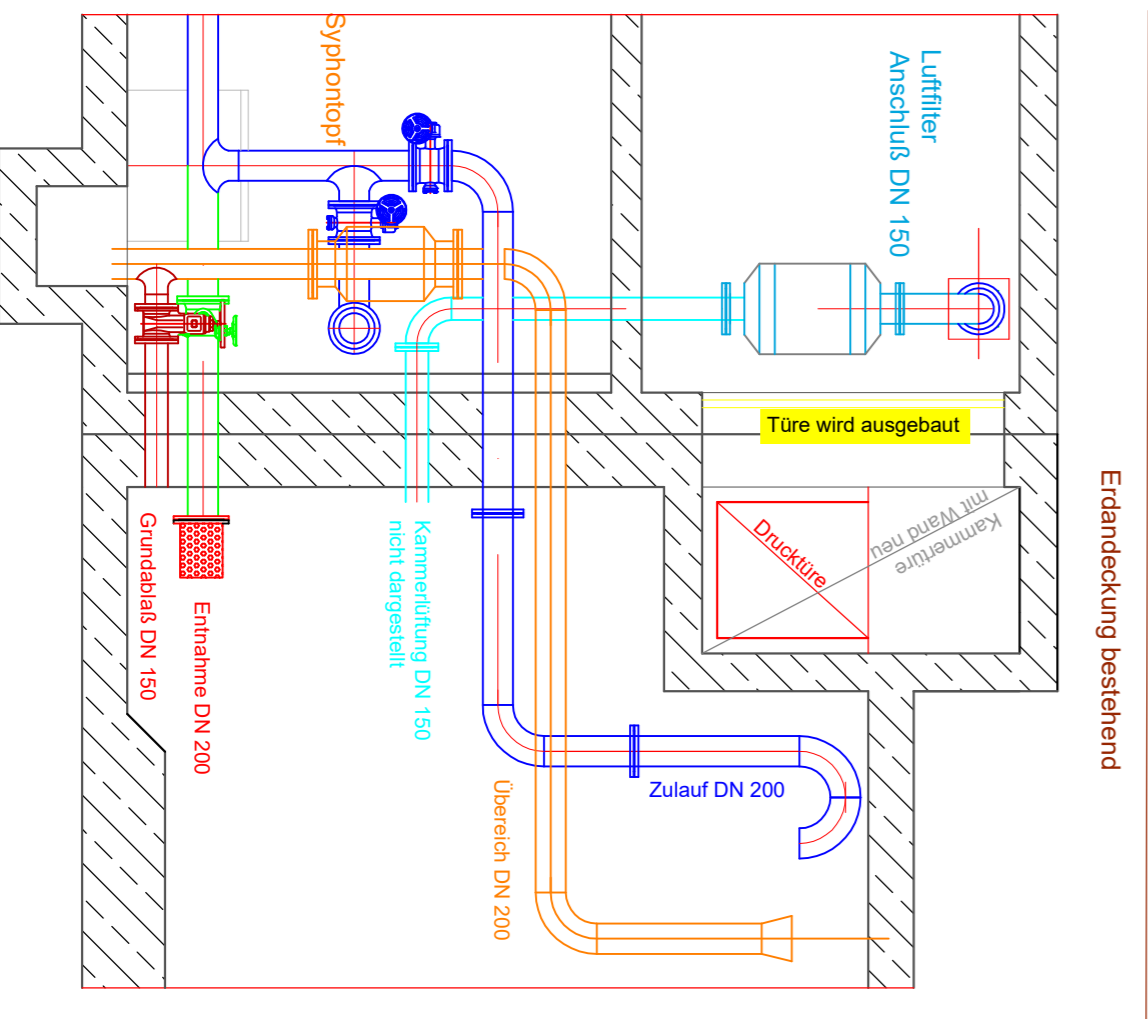 Syphontopf
Luftfilter
Anschluß DN 150
Türe wird ausgebaut
Erdandeckung bestehend
Drucktüre
Kammertüre
mit Wand neu
Kammerlüftung DN 150
nicht dargestellt
Grundablaß DN 150
Entnahme DN 200
Übereich DN 200
Zulauf DN 200